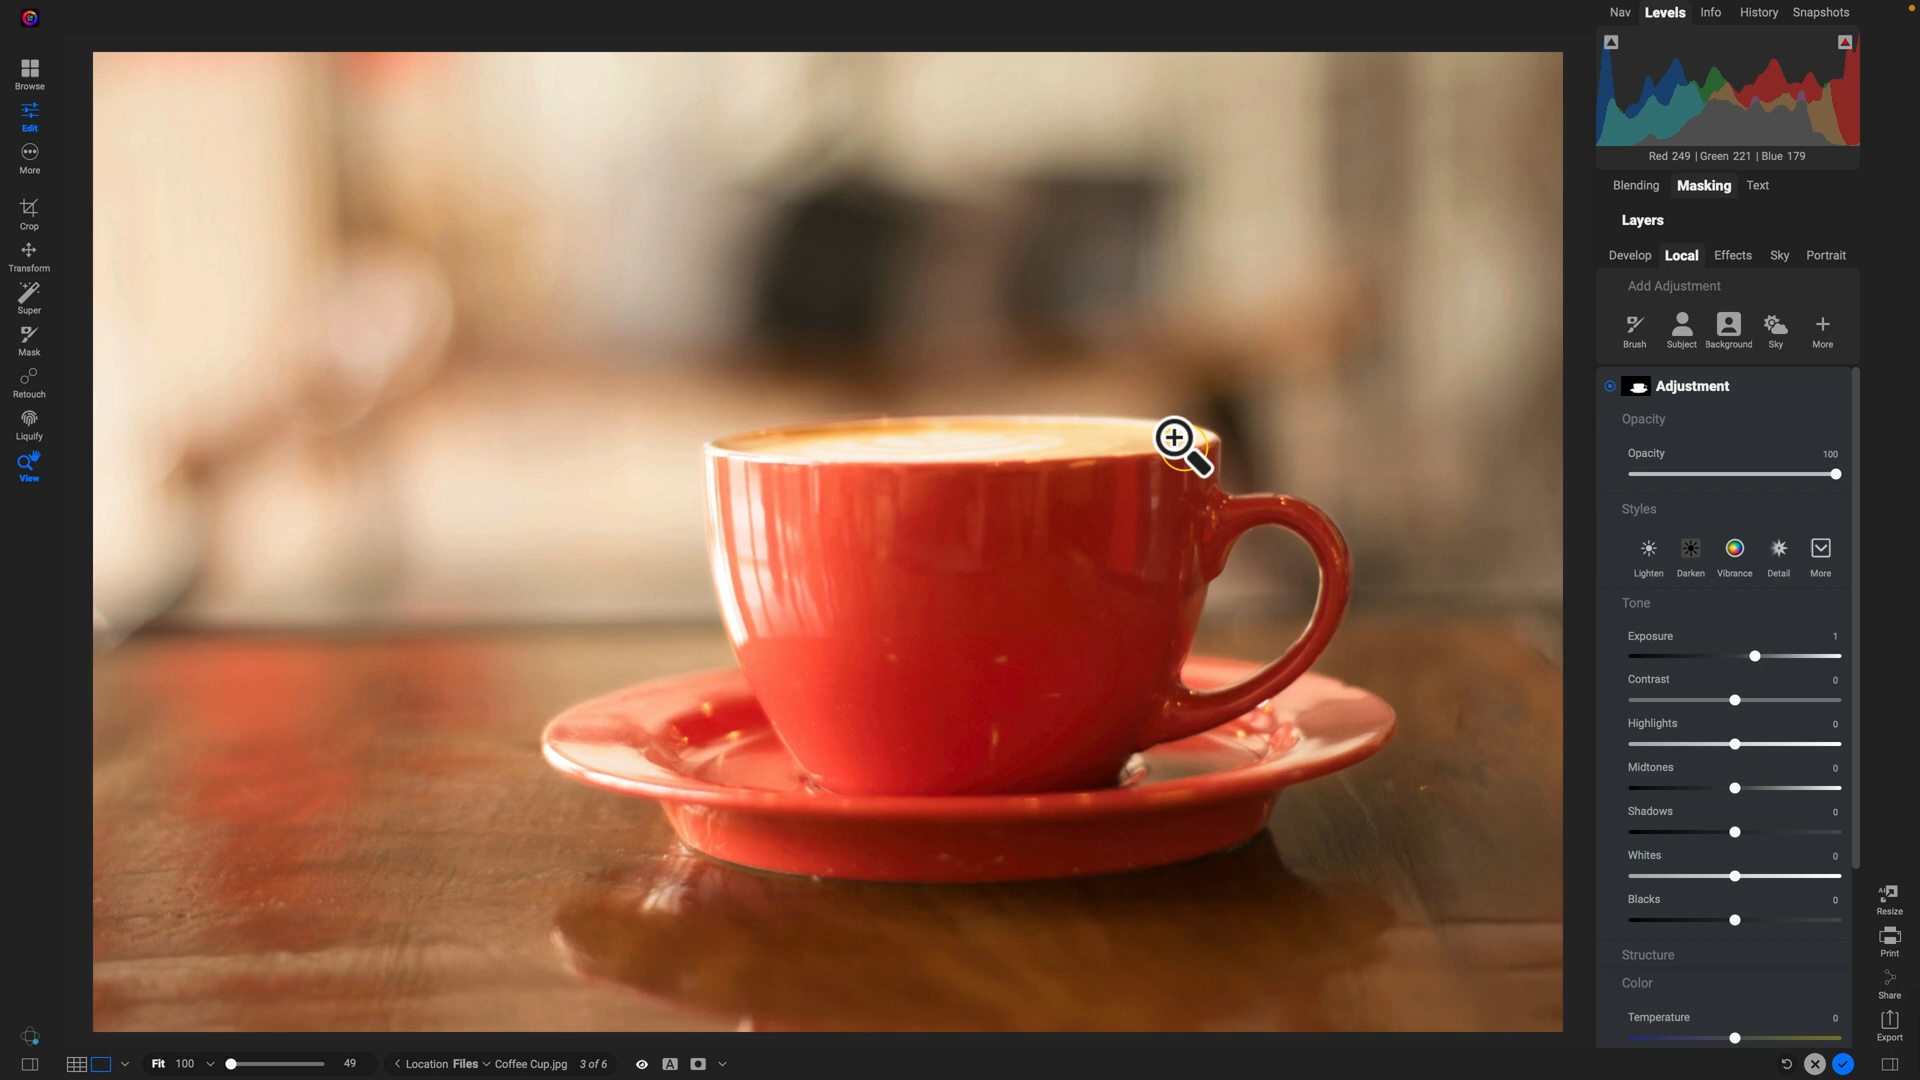 Nav Levels Info History Snapshots
Red 249 | Green 221 | Blue 179
Blending Masking Text
Layers
Develop Local Effects Sky Portrait
Add Adjustment
Brush Subject Background Sky More
Adjustment
Opacity
Opacity 100
Styles
Lighten Darken Vibrance Detail More
Tone
Exposure 1
Contrast 0
Highlights 0
Midtones 0
Shadows 0
Whites 0
Blacks 0
Structure
Color
Temperature 0
Browse
Edit
More
Crop
Transform
Super
Mask
Retouch
Liquify
View
AI
Resize
Print
Share
Export
Fit 100 49 Location Files Coffee Cup.jpg 3 of 6 A